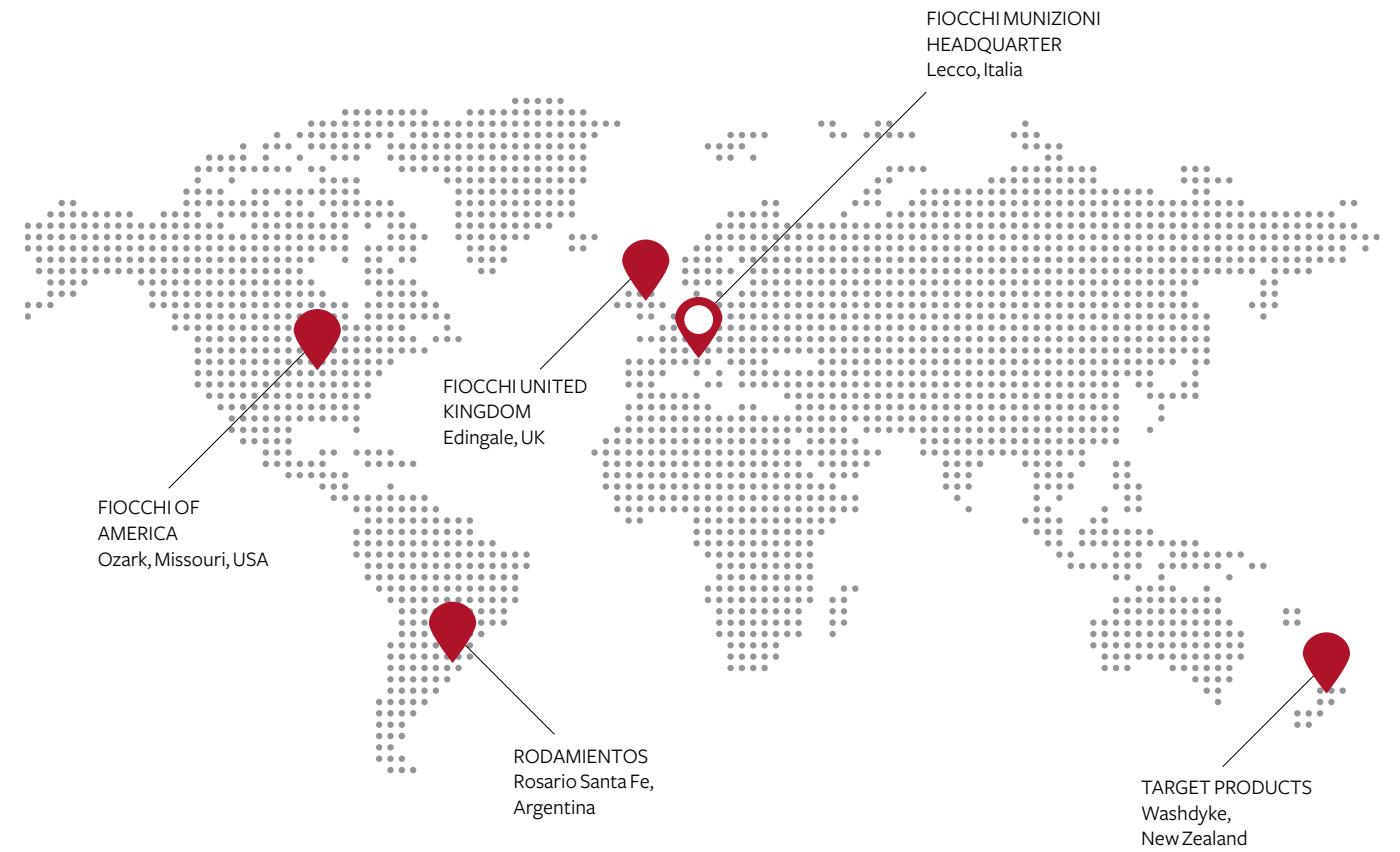 FIOCCHI MUNIZIONI
HEADQUARTER
Lecco, Italia
FIOCCHI UNITED
KINGDOM
Edingale, UK
FIOCCHI OF
AMERICA
Ozark, Missouri, USA
RODAMIENTOS
Rosario Santa Fe,
Argentina
TARGET PRODUCTS
Washdyke,
New Zealand